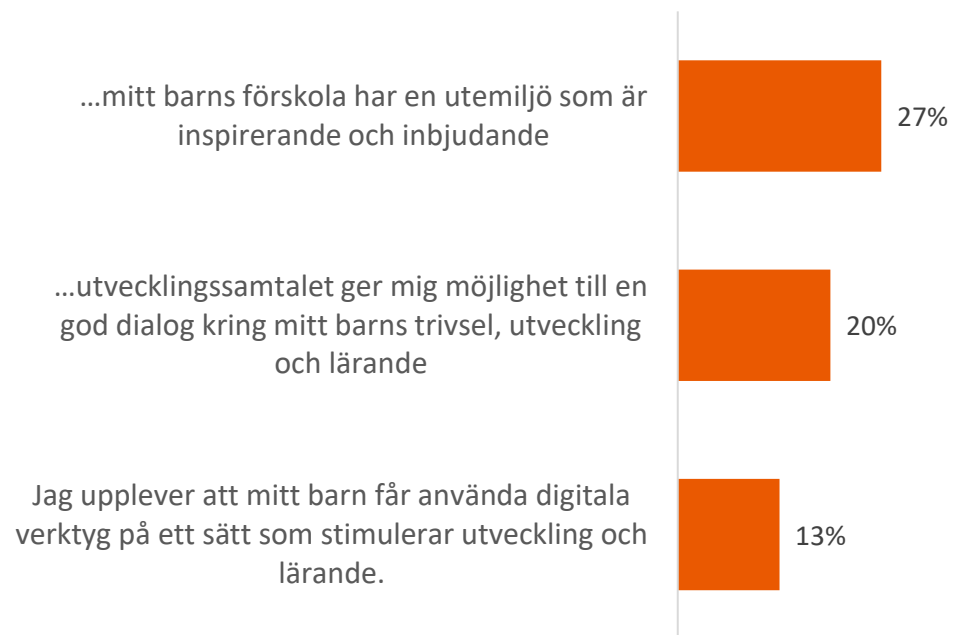 ...mitt barns förskola har en utemiljö som är
inspirerande och inbjudande
27%
...utvecklingssamtalet ger mig möjlighet till en
god dialog kring mitt barns trivsel, utveckling
och lärande
20%
Jag upplever att mitt barn får använda digitala
verktyg på ett sätt som stimulerar utveckling och
lärande.
13%